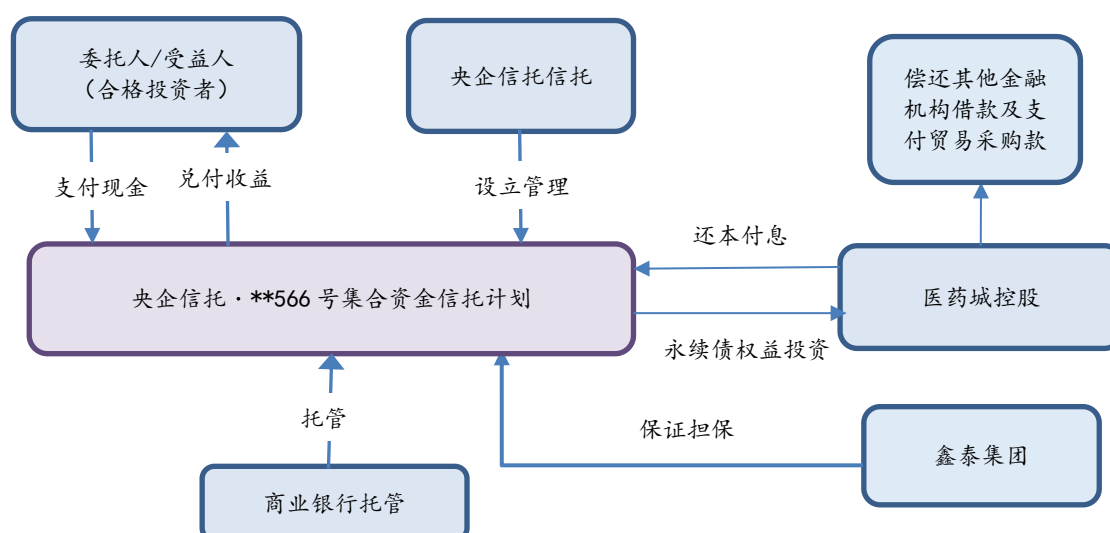 委托人/受益人
（合格投资者）
央企信托信托
偿还其他金融
机构借款及支
付贸易采购款
支付现金
兑付收益
设立管理
还本付息
央企信托·**566 号集合资金信托计划
医药城控股
永续债权益投资
托管
保证担保
鑫泰集团
商业银行托管